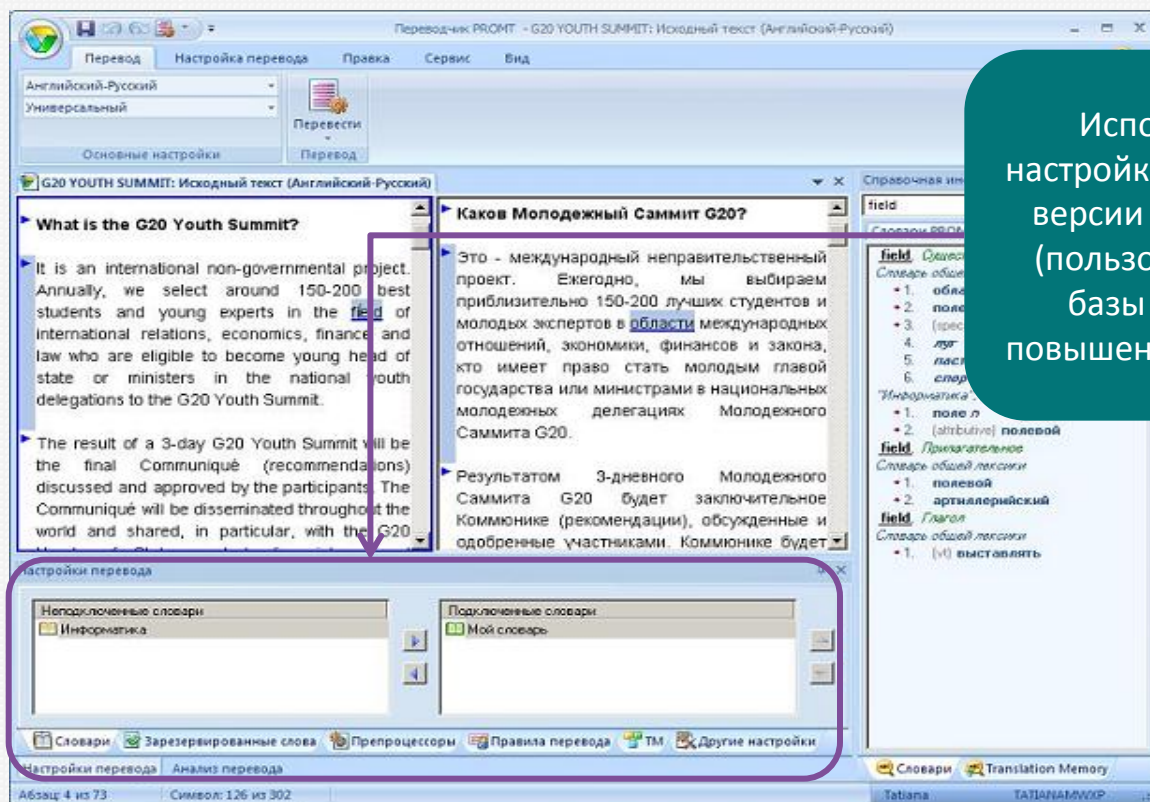 Переводчик PROMT - G20 YOUTH SUMMIT: Исходный текст (Английский-Русский)
Перевод Настройка перевода Правка Сервис Вид
Английский-Русский
Универсальный
Перевести
Основные настройки Перевод
G20 YOUTH SUMMIT: Исходный текст (Английский-Русский)
What is the G20 Youth Summit?
It is an international non-governmental project.
Annually, we select around 150-200 best
students and young experts in the field of
international relations, economics, finance and
law who are eligible to become young head of
state or ministers in the national youth
delegations to the G20 Youth Summit.
The result of a 3-day G20 Youth Summit will be
the final Communiqué (recommendations)
discussed and approved by the participants. The
Communiqué will be disseminated throughout the
world and shared, in particular, with the G20
Каков Молодежный Саммит G20?
Это - международный неправительственный
проект. Ежегодно, мы выбираем
приблизительно 150-200 лучших студентов и
молодых экспертов в области международных
отношений, экономики, финансов и закона,
кто имеет право стать молодым главой
государства или министрами в национальных
молодежных делегациях Молодежного
Саммита G20.
Результатом 3-дневного Молодежного
Саммита G20 будет заключительное
Коммюнике (рекомендации), обсужденные и
одобренные участниками. Коммюнике будет
Справочная ин
field
Словари PROM
field, Сущес
Словарь обще
1. обла
2. поле
3. (spec
4. луг
5. паст
6. спор
"Информатика".
1. поле n
2. (attributive) полевой
field, Прилагательное
Словарь общей лексики
1. полевой
2. артиллерийский
field, Глагол
Словарь общей лексики
1. (vt) выставлять
Испо
настройк
версии
(пользо
базы
повышен
Настройки перевода
Неподключенные словари
Информатика
Подключенные словари
Мой словарь
Словари Зарезервированные слова Препроцессоры Правила перевода TM Другие настройки
Настройки перевода Анализ перевода
Словари Translation Memory
Абзац: 4 из 73 Символ: 126 из 302
Tatiana TATIANAMWXP